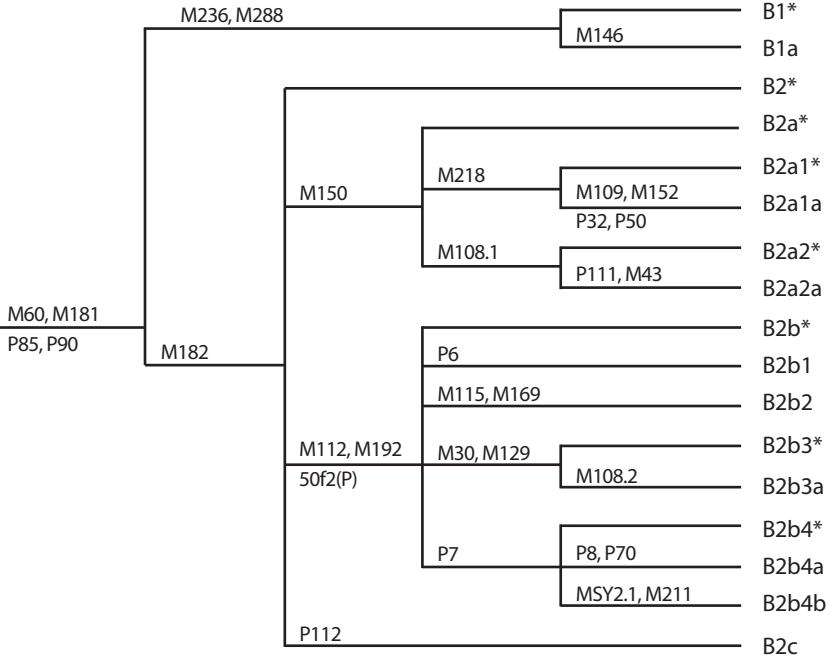 M236, M288
B1*
M146
B1a
B2*
B2a*
M150
M218
B2a1*
M109, M152
P32, P50
B2a1a
M108.1
B2a2*
P111, M43
B2a2a
M60, M181
P85, P90
M182
B2b*
P6
B2b1
M115, M169
B2b2
M112, M192
50f2(P)
M30, M129
B2b3*
M108.2
B2b3a
P7
B2b4*
P8, P70
B2b4a
MSY2.1, M211
B2b4b
P112
B2c